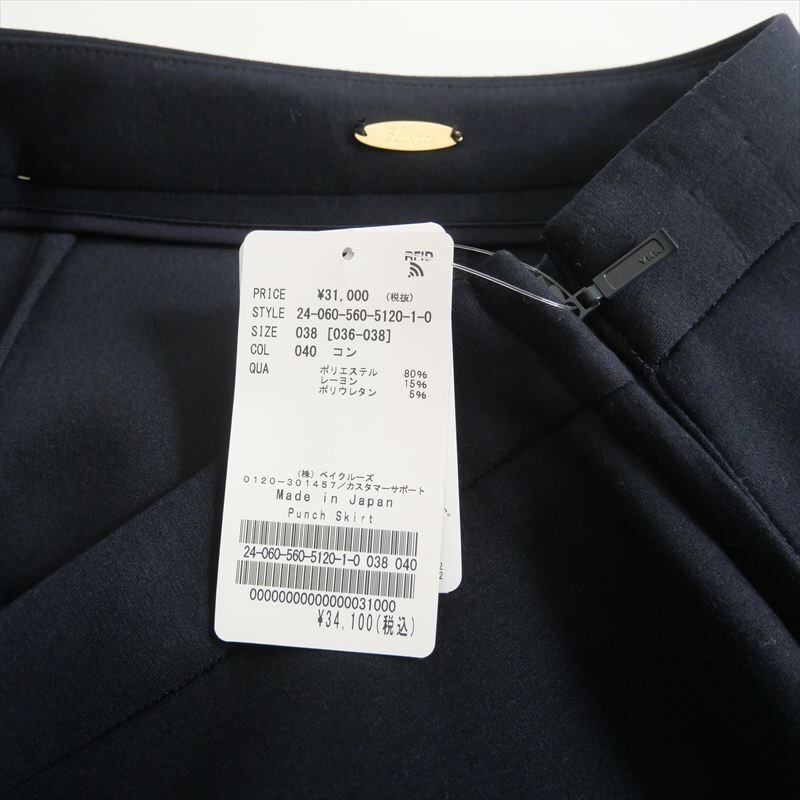 RFID
PRICE ¥31,000 (税抜)
STYLE 24-060-560-5120-1-0
SIZE 038 [036-038]
COL 040 コン
QUA ポリエステル 80%
レーヨン 15%
ポリウレタン 5%
(株) ベイクルーズ
0120-301457/カスタマーサポート
Made in Japan
Punch Skirt
24-060-560-5120-1-0 038 040
00000000000000031000
¥34,100(税込)
YKK